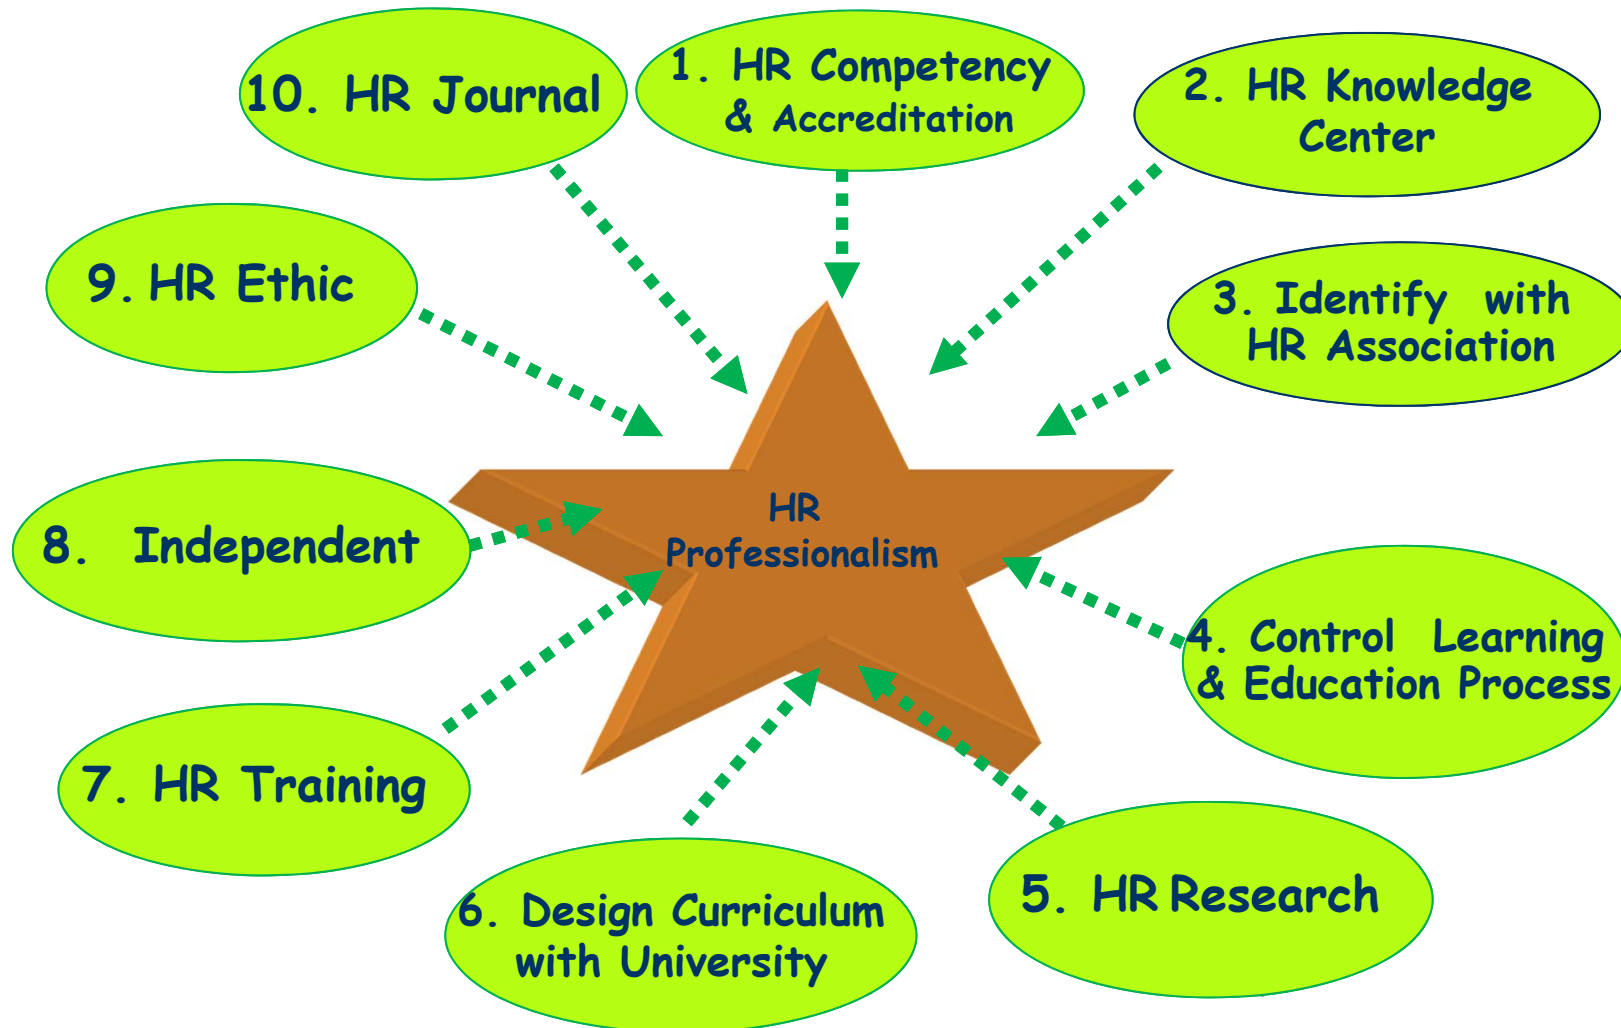 1. HR Competency
& Accreditation
2. HR Knowledge
Center
3. Identify with
HR Association
4. Control Learning
& Education Process
5. HR Research
6. Design Curriculum
with University
7. HR Training
8. Independent
9. HR Ethic
10. HR Journal
HR
Professionalism